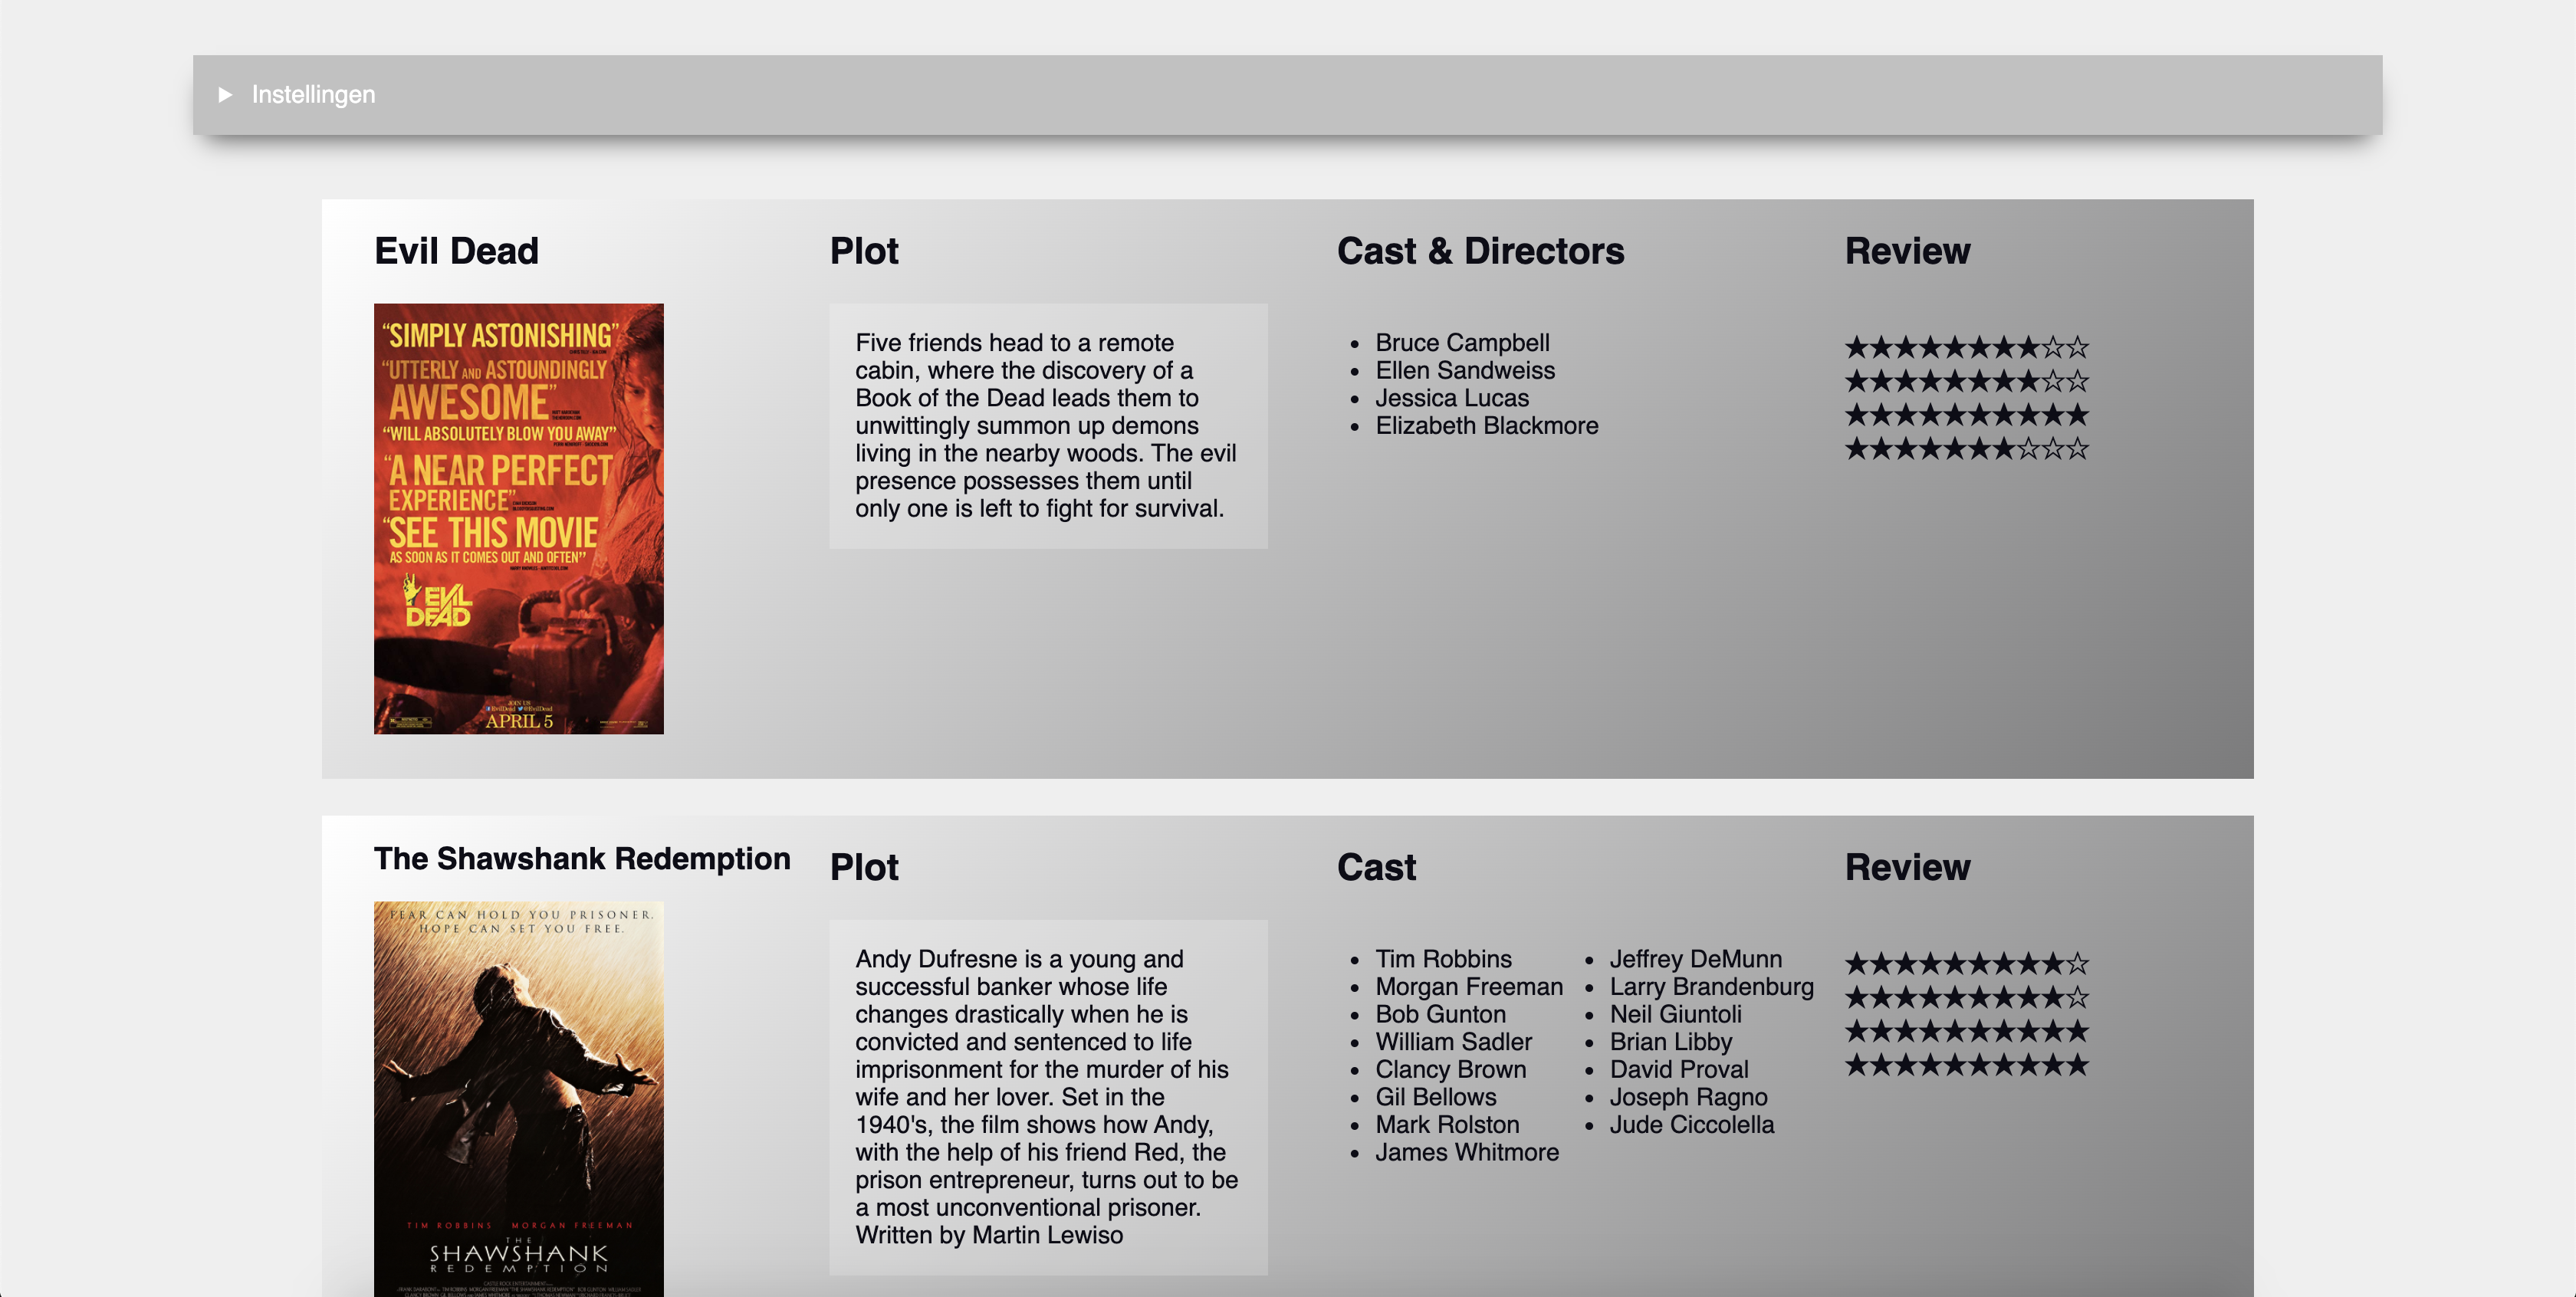 ▶ Instellingen
Evil Dead
“SIMPLY ASTONISHING”
“UTTERLY AND ASTOUNDINGLY
AWESOME”
“WILL ABSOLUTELY BLOW YOU AWAY”
“A NEAR PERFECT
EXPERIENCE”
“SEE THIS MOVIE
AS SOON AS IT COMES OUT AND OFTEN”
EVIL
DEAD
JOIN US
APRIL 5
Plot
Five friends head to a remote
cabin, where the discovery of a
Book of the Dead leads them to
unwittingly summon up demons
living in the nearby woods. The evil
presence possesses them until
only one is left to fight for survival.
Cast & Directors
• Bruce Campbell
• Ellen Sandweiss
• Jessica Lucas
• Elizabeth Blackmore
Review
★★★★★★★★☆☆
★★★★★★★★☆☆
★★★★★★★★★★
★★★★★★★☆☆☆
The Shawshank Redemption
FEAR CAN HOLD YOU PRISONER.
HOPE CAN SET YOU FREE.
TIM ROBBINS MORGAN FREEMAN
THE
SHAWSHANK
REDEMPTION
Plot
Andy Dufresne is a young and
successful banker whose life
changes drastically when he is
convicted and sentenced to life
imprisonment for the murder of his
wife and her lover. Set in the
1940's, the film shows how Andy,
with the help of his friend Red, the
prison entrepreneur, turns out to be
a most unconventional prisoner.
Written by Martin Lewiso
Cast
• Tim Robbins
• Morgan Freeman
• Bob Gunton
• William Sadler
• Clancy Brown
• Gil Bellows
• Mark Rolston
• James Whitmore
• Jeffrey DeMunn
• Larry Brandenburg
• Neil Giuntoli
• Brian Libby
• David Proval
• Joseph Ragno
• Jude Ciccolella
Review
★★★★★★★★★☆
★★★★★★★★★☆
★★★★★★★★★★
★★★★★★★★★★